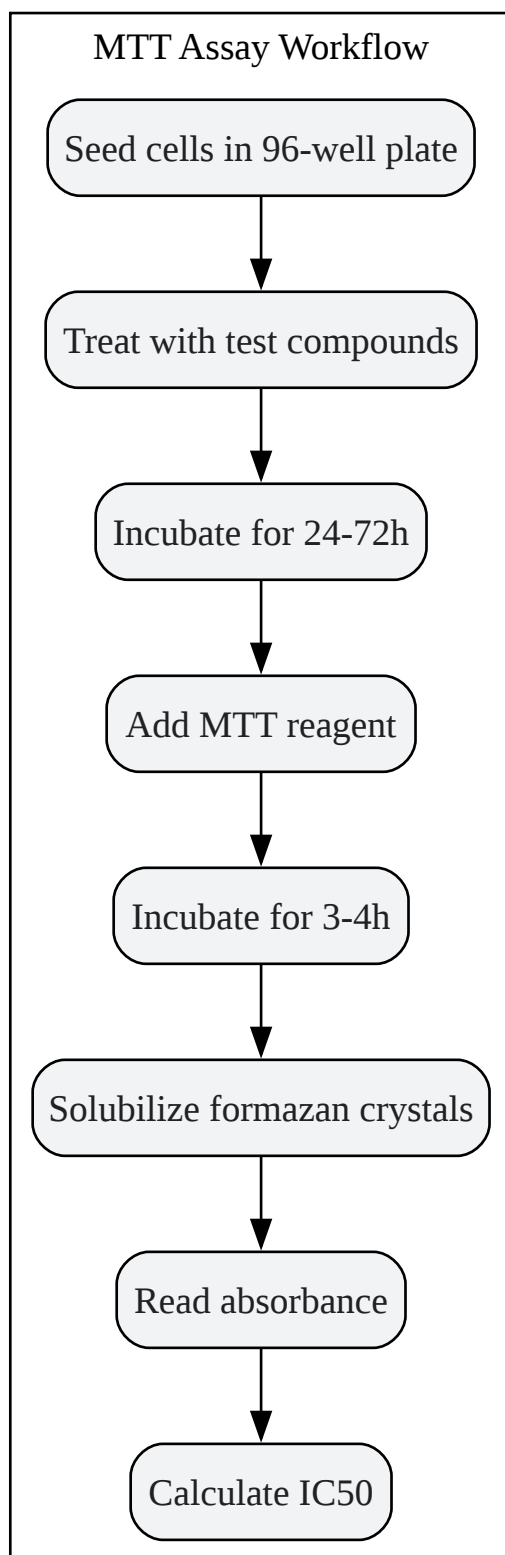 MTT Assay Workflow
Seed cells in 96-well plate
Treat with test compounds
Incubate for 24-72h
Add MTT reagent
Incubate for 3-4h
Solubilize formazan crystals
Read absorbance
Calculate IC50